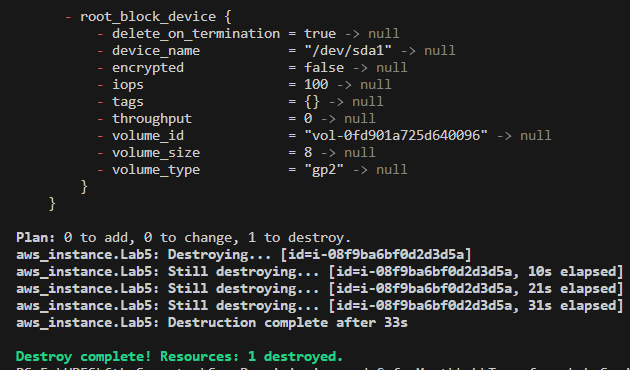 - root_block_device {
- delete_on_termination = true -> null
- device_name = "/dev/sda1" -> null
- encrypted = false -> null
- iops = 100 -> null
- tags = {} -> null
- throughput = 0 -> null
- volume_id = "vol-0fd901a725d640096" -> null
- volume_size = 8 -> null
- volume_type = "gp2" -> null
}
}
Plan: 0 to add, 0 to change, 1 to destroy.
aws_instance.Lab5: Destroying... [id=i-08f9ba6bf0d2d3d5a]
aws_instance.Lab5: Still destroying... [id=i-08f9ba6bf0d2d3d5a, 10s elapsed]
aws_instance.Lab5: Still destroying... [id=i-08f9ba6bf0d2d3d5a, 21s elapsed]
aws_instance.Lab5: Still destroying... [id=i-08f9ba6bf0d2d3d5a, 31s elapsed]
aws_instance.Lab5: Destruction complete after 33s
Destroy complete! Resources: 1 destroyed.